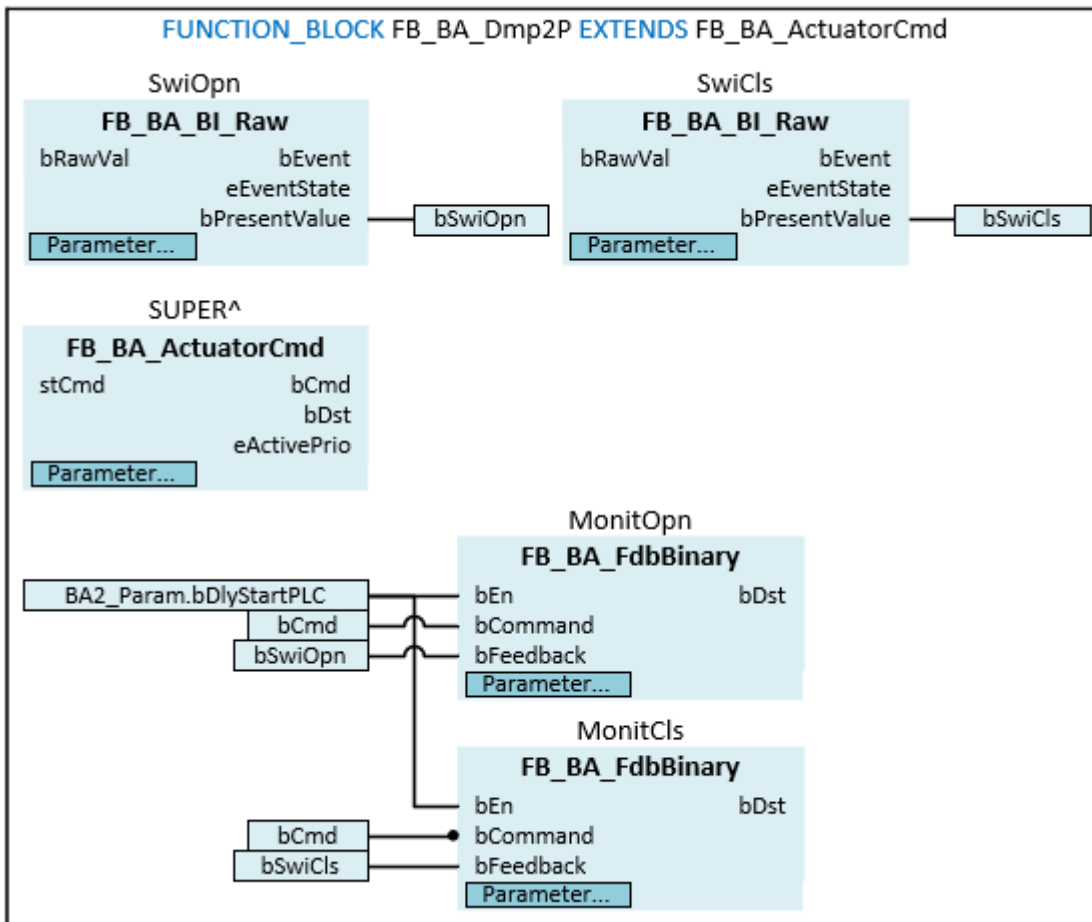 FUNCTION_BLOCK FB_BA_Dmp2P EXTENDS FB_BA_ActuatorCmd
SwiOpn
FB_BA_BI_Raw
bRawVal bEvent
eEventState
bPresentValue bSwiOpn
Parameter...
SwiCls
FB_BA_BI_Raw
bRawVal bEvent
eEventState
bPresentValue bSwiCls
Parameter...
SUPER^
FB_BA_ActuatorCmd
stCmd bCmd
bDst
eActivePrio
Parameter...
MonitOpn
FB_BA_FdbBinary
BA2_Param.bDlyStartPLC bEn bDst
bCmd bCommand
bSwiOpn bFeedback
Parameter...
MonitCls
FB_BA_FdbBinary
bEn bDst
bCmd bCommand
bSwiCls bFeedback
Parameter...